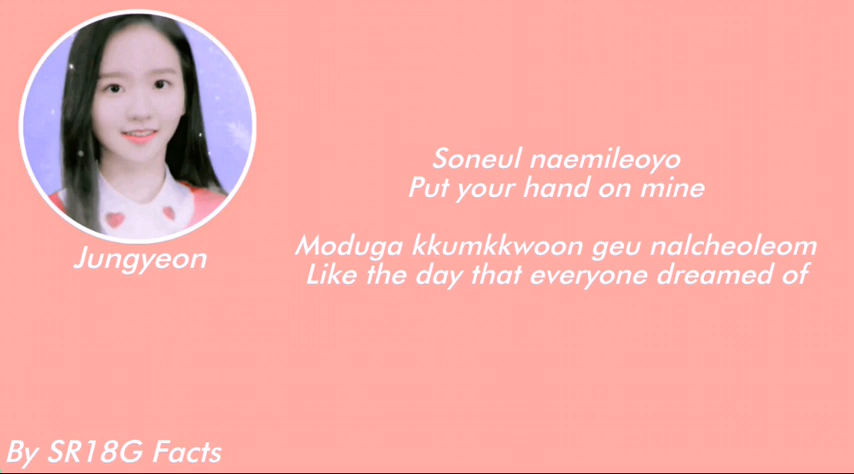 Soneul naemileoyo
Put your hand on mine
Moduga kkumkkwoon geu nalcheoleom
Like the day that everyone dreamed of
Jungyeon
By SR18G Facts